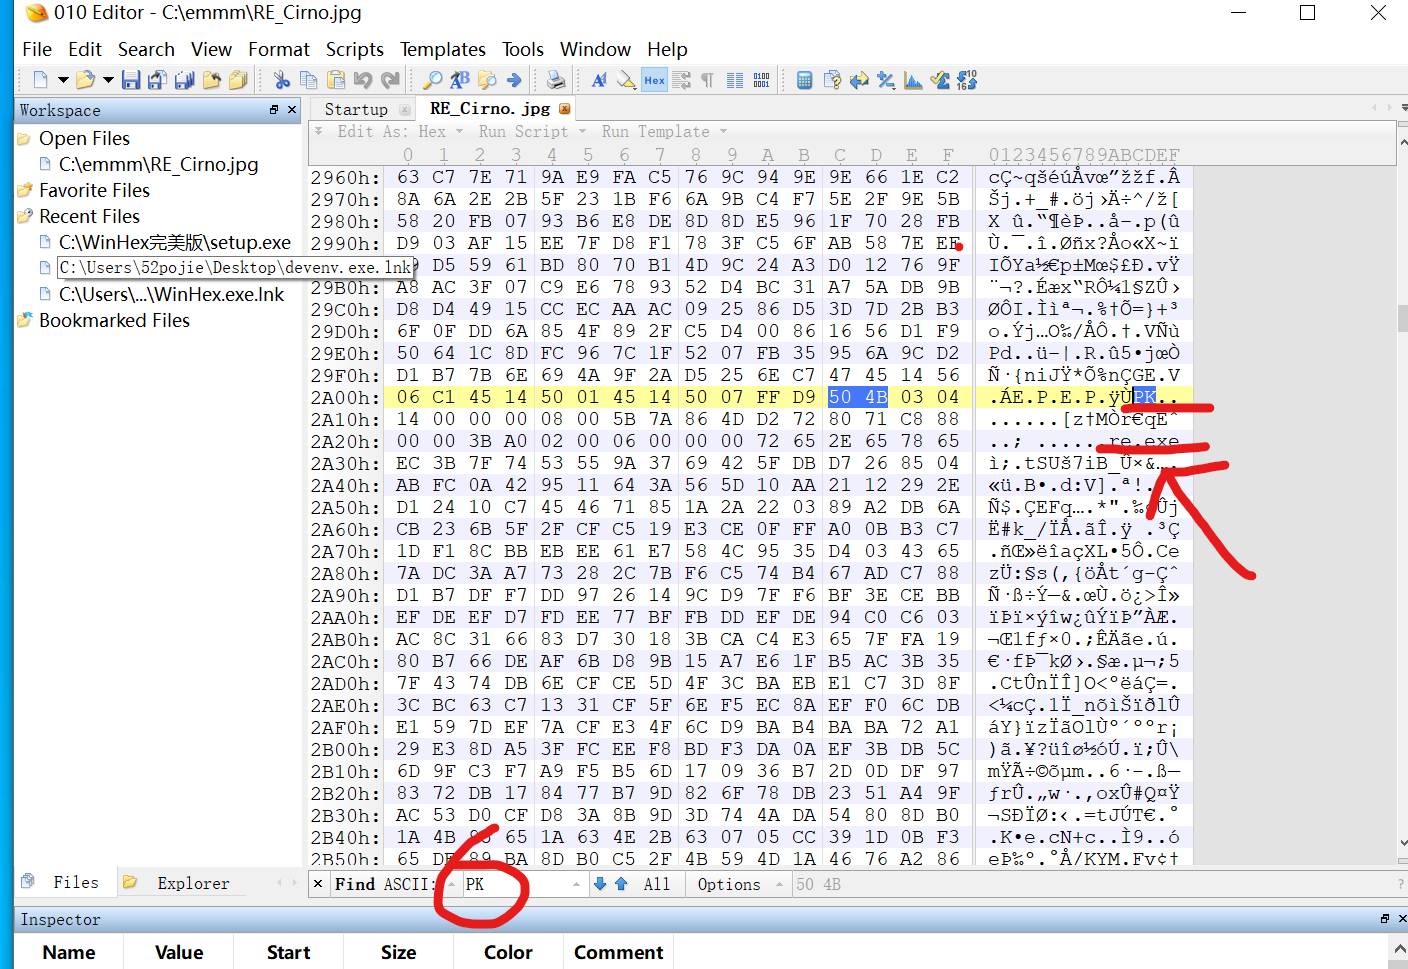 010 Editor - C:\emmm\RE_Cirno.jpg
File Edit Search View Format Scripts Templates Tools Window Help
Workspace
Startup RE_Cirno.jpg
Open Files
C:\emmm\RE_Cirno.jpg
Favorite Files
Recent Files
C:\WinHex完美版\setup.exe
C:\Users\52pojie\Desktop\devenv.exe.lnk
C:\Users\...\WinHex.exe.lnk
Bookmarked Files
Edit As: Hex Run Script Run Template
0 1 2 3 4 5 6 7 8 9 A B C D E F 0123456789ABCDEF
2960h: 63 C7 7E 71 9A E9 FA C5 76 9C 94 9E 9E 66 1E C2 cÇ~qšéúÅvœ”žžf.Â
2970h: 8A 6A 2E 2B 5F 23 1B F6 6A 9B C4 F7 5E 2F 9E 5B Šj.+_#.öj›Ä÷^/ž[
2980h: 58 20 FB 07 93 B6 E8 DE 8D 8D E5 96 1F 70 28 FB X û.“¶èÞ..å–.p(û
2990h: D9 03 AF 15 EE 7F D8 F1 78 3F C5 6F AB 58 7E EF Ù.¯.î.Øñx?Åo«X~ï
D5 59 61 BD 80 70 B1 4D 9C 24 A3 D0 12 76 9F IÕYa½€p±Mœ$£Ð.vŸ
29B0h: A8 AC 3F 07 C9 E6 78 93 52 D4 BC 31 A7 5A DB 9B ¨¬?.Éæx“RÔ¼1§ZÛ›
29C0h: D8 D4 49 15 CC EC AA AC 09 25 86 D5 3D 7D 2B B3 ØÔI.Ììª¬.%†Õ=}+³
29D0h: 6F 0F DD 6A 85 4F 89 2F C5 D4 00 86 16 56 D1 F9 o.Ýj…O‰/ÅÔ.†.VÑù
29E0h: 50 64 1C 8D FC 96 7C 1F 52 07 FB 35 95 6A 9C D2 Pd..ü–|.R.û5•jœÒ
29F0h: D1 B7 7B 6E 69 4A 9F 2A D5 25 6E C7 47 45 14 56 Ñ·{niJŸ*Õ%nÇGE.V
2A00h: 06 C1 45 14 50 01 45 14 50 07 FF D9 50 4B 03 04 .ÁE.P.E.P.ÿÙPK..
2A10h: 14 00 00 00 08 00 5B 7A 86 4D D2 72 80 71 C8 88 ......[z†MÒr€qÈˆ
2A20h: 00 00 3B A0 02 00 06 00 00 00 72 65 2E 65 78 65 ..; ......re.exe
2A30h: EC 3B 7F 74 53 55 9A 37 69 42 5F DB D7 26 85 04 ì;.tSUš7iB_Û×&….
2A40h: AB FC 0A 42 95 11 64 3A 56 5D 10 AA 21 12 29 2E «ü.B•.d:V].ª!.
2A50h: D1 24 10 C7 45 46 71 85 1A 2A 22 03 89 A2 DB 6A Ñ$.ÇEFq….*".‰¢Ûj
2A60h: CB 23 6B 5F 2F CF C5 19 E3 CE 0F FF A0 0B B3 C7 Ë#k_/ÏÅ.ãÎ.ÿ .³Ç
2A70h: 1D F1 8C BB EB EE 61 E7 58 4C 95 35 D4 03 43 65 .ñŒ»ëîaçXL•5Ô.Ce
2A80h: 7A DC 3A A7 73 28 2C 7B F6 C5 74 B4 67 AD C7 88 zÜ:§s(,{öÅt´g-Çˆ
2A90h: D1 B7 DF F7 DD 97 26 14 9C D9 7F F6 BF 3E CE BB Ñ·ß÷Ý—&.œÙ.ö¿>Î»
2AA0h: EF DE EF D7 FD EE 77 BF FB DD EF DE 94 C0 C6 03 ïÞï×ýîw¿ûÝïÞ”ÀÆ.
2AB0h: AC 8C 31 66 83 D7 30 18 3B CA C4 E3 65 7F FA 19 ¬Œ1fƒ×0.;ÊÄãe.ú.
2AC0h: 80 B7 66 DE AF 6B D8 9B 15 A7 E6 1F B5 AC 3B 35 €·fÞ¯kØ›.§æ.µ¬;5
2AD0h: 7F 43 74 DB 6E CF CE 5D 4F 3C BA EB E1 C7 3D 8F .CtÛnÏÎ]O<ºëáÇ=.
2AE0h: 3C BC 63 C7 13 31 CF 5F 6E F5 EC 8A EF F0 6C DB <¼cÇ.1Ï_nõìŠïðlÛ
2AF0h: E1 59 7D EF 7A CF E3 4F 6C D9 BA B4 BA BA 72 A1 áY}ïzÏãOlÙº´ººr¡
2B00h: 29 E3 8D A5 3F FC EE F8 BD F3 DA 0A EF 3B DB 5C )ã.¥?üîø½óÚ.ï;Û\
2B10h: 6D 9F C3 F7 A9 F5 B5 6D 17 09 36 B7 2D 0D DF 97 mŸÃ÷©õµm..6·-.ß—
2B20h: 83 72 DB 17 84 77 B7 9D 82 6F 78 DB 23 51 A4 9F ƒrÛ.„w·.‚oxÛ#Q¤Ÿ
2B30h: AC 53 D0 CF D8 3A 8B 9D 3D 74 4A DA 54 80 8D B0 ¬SÐÏØ:‹.=tJÚT€.°
2B40h: 1A 4B 65 1A 63 4E 2B 63 07 05 CC 39 1D 0B F3 .K•e.cN+c..Ì9..ó
2B50h: 65 DE 89 BA 8D B0 C5 2F 4B 59 4D 1A 46 76 A2 86 eÞ‰º.°Å/KYM.Fv¢†
Files Explorer
Find ASCII: PK All Options 50 4B
Inspector
Name Value Start Size Color Comment